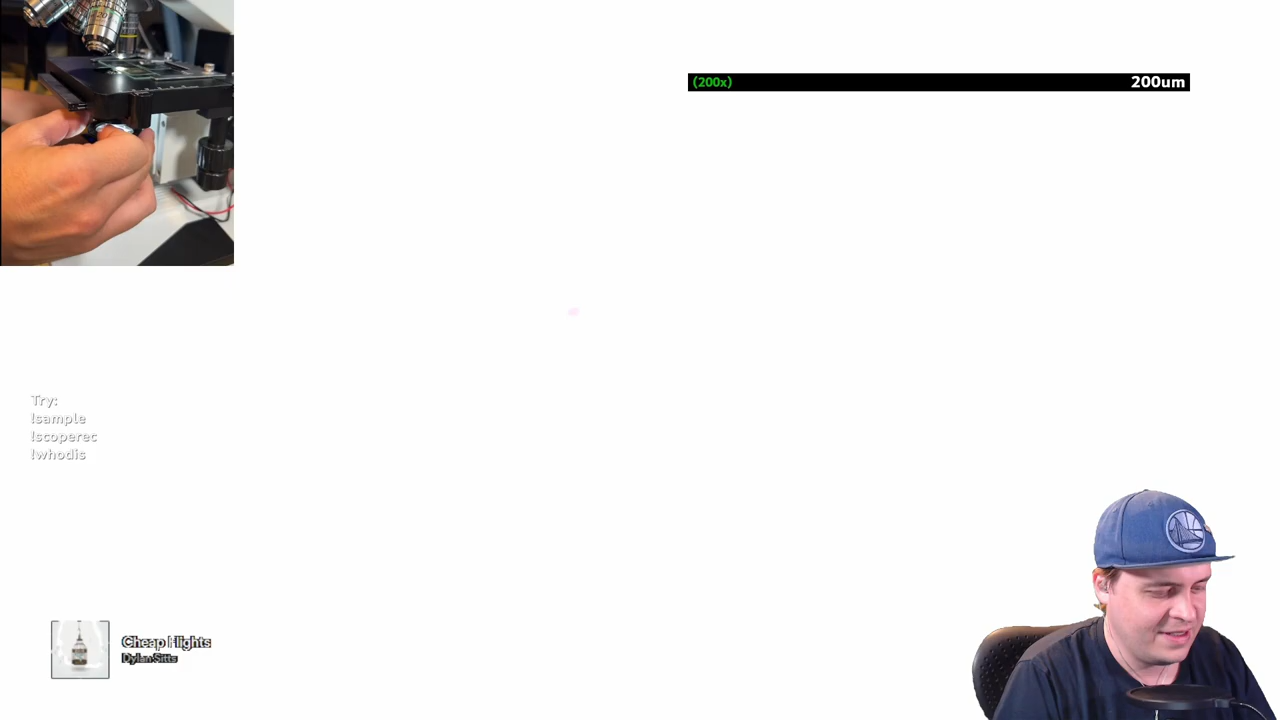 (200x) 200um
Try:
!sample
!scoperec
!whodis
Cheap Flights
Dylan Sitts